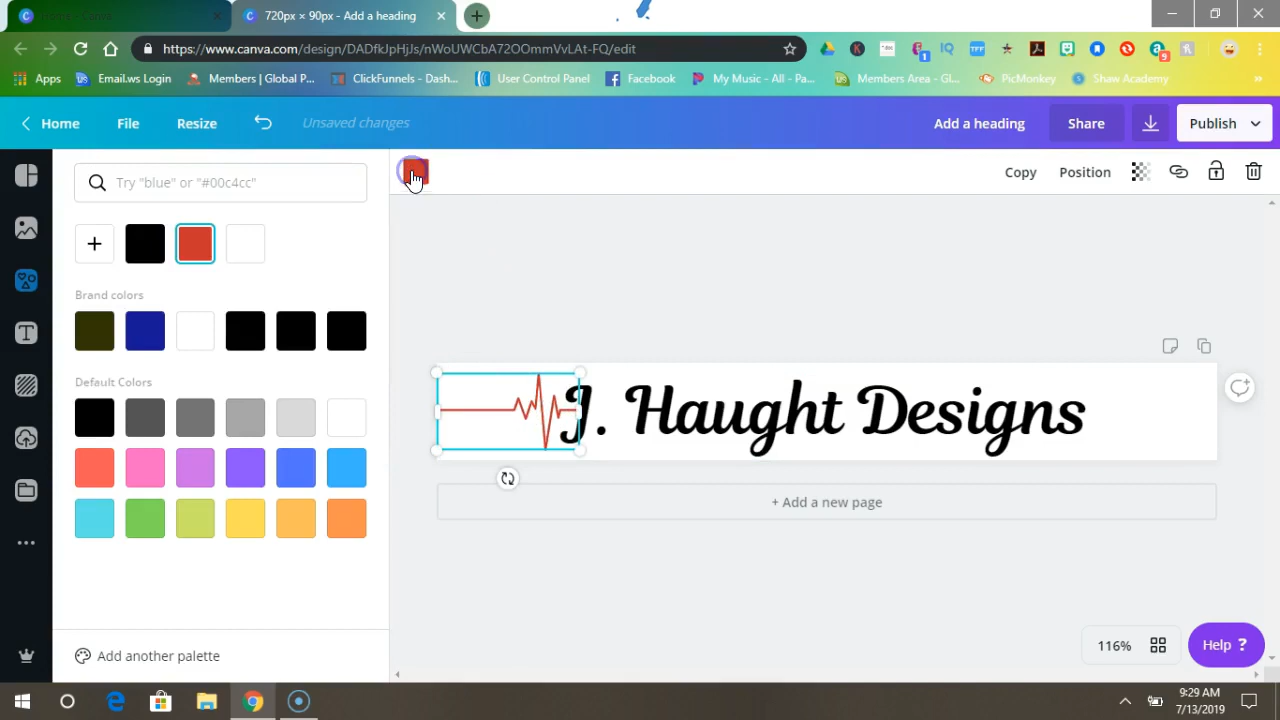 720px × 90px - Add a heading
https://www.canva.com/design/DADfkJpHjJs/nWoUWCbA72OOmmVvLAt-FQ/edit
Apps
Email.ws Login
Members | Global P...
ClickFunnels - Dash...
User Control Panel
Facebook
My Music - All - Pa...
Members Area - Gl...
PicMonkey
Shaw Academy
Home
File
Resize
Unsaved changes
Add a heading
Share
Publish
Try "blue" or "#00c4cc"
Copy
Position
Brand colors
Default Colors
J. Haught Designs
+ Add a new page
Add another palette
116%
Help ?
9:29 AM
7/13/2019